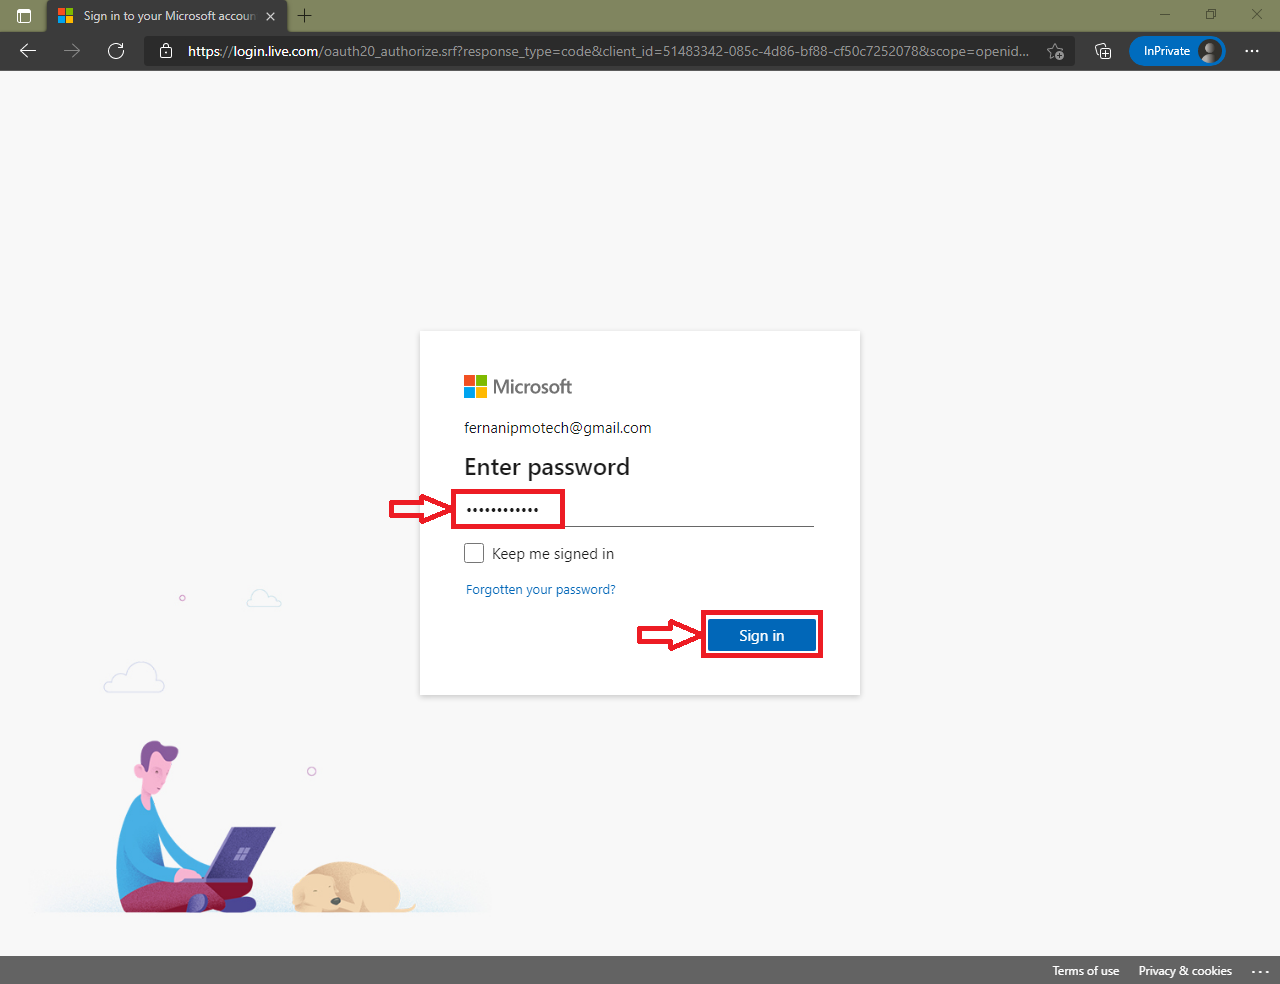 Sign in to your Microsoft accoun
https://login.live.com/oauth20_authorize.srf?response_type=code&client_id=51483342-085c-4d86-bf88-cf50c7252078&scope=openid...
InPrivate
Microsoft
fernanipmotech@gmail.com
Enter password
••••••••••••
Keep me signed in
Forgotten your password?
Sign in
Terms of use Privacy & cookies ...